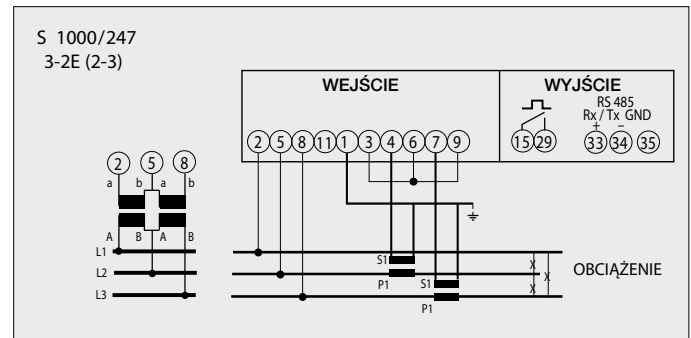 S 1000/247
3-2E (2-3)
WEJŚCIE
WYJŚCIE
RS 485
Rx / Tx GND
+ −
2 5 8 11 1 3 4 6 7 9
15 29 33 34 35
2 5 8
a b a b
A B A B
L1
L2
L3
S1
P1
S1
P1
X
X
X
OBCIĄŻENIE